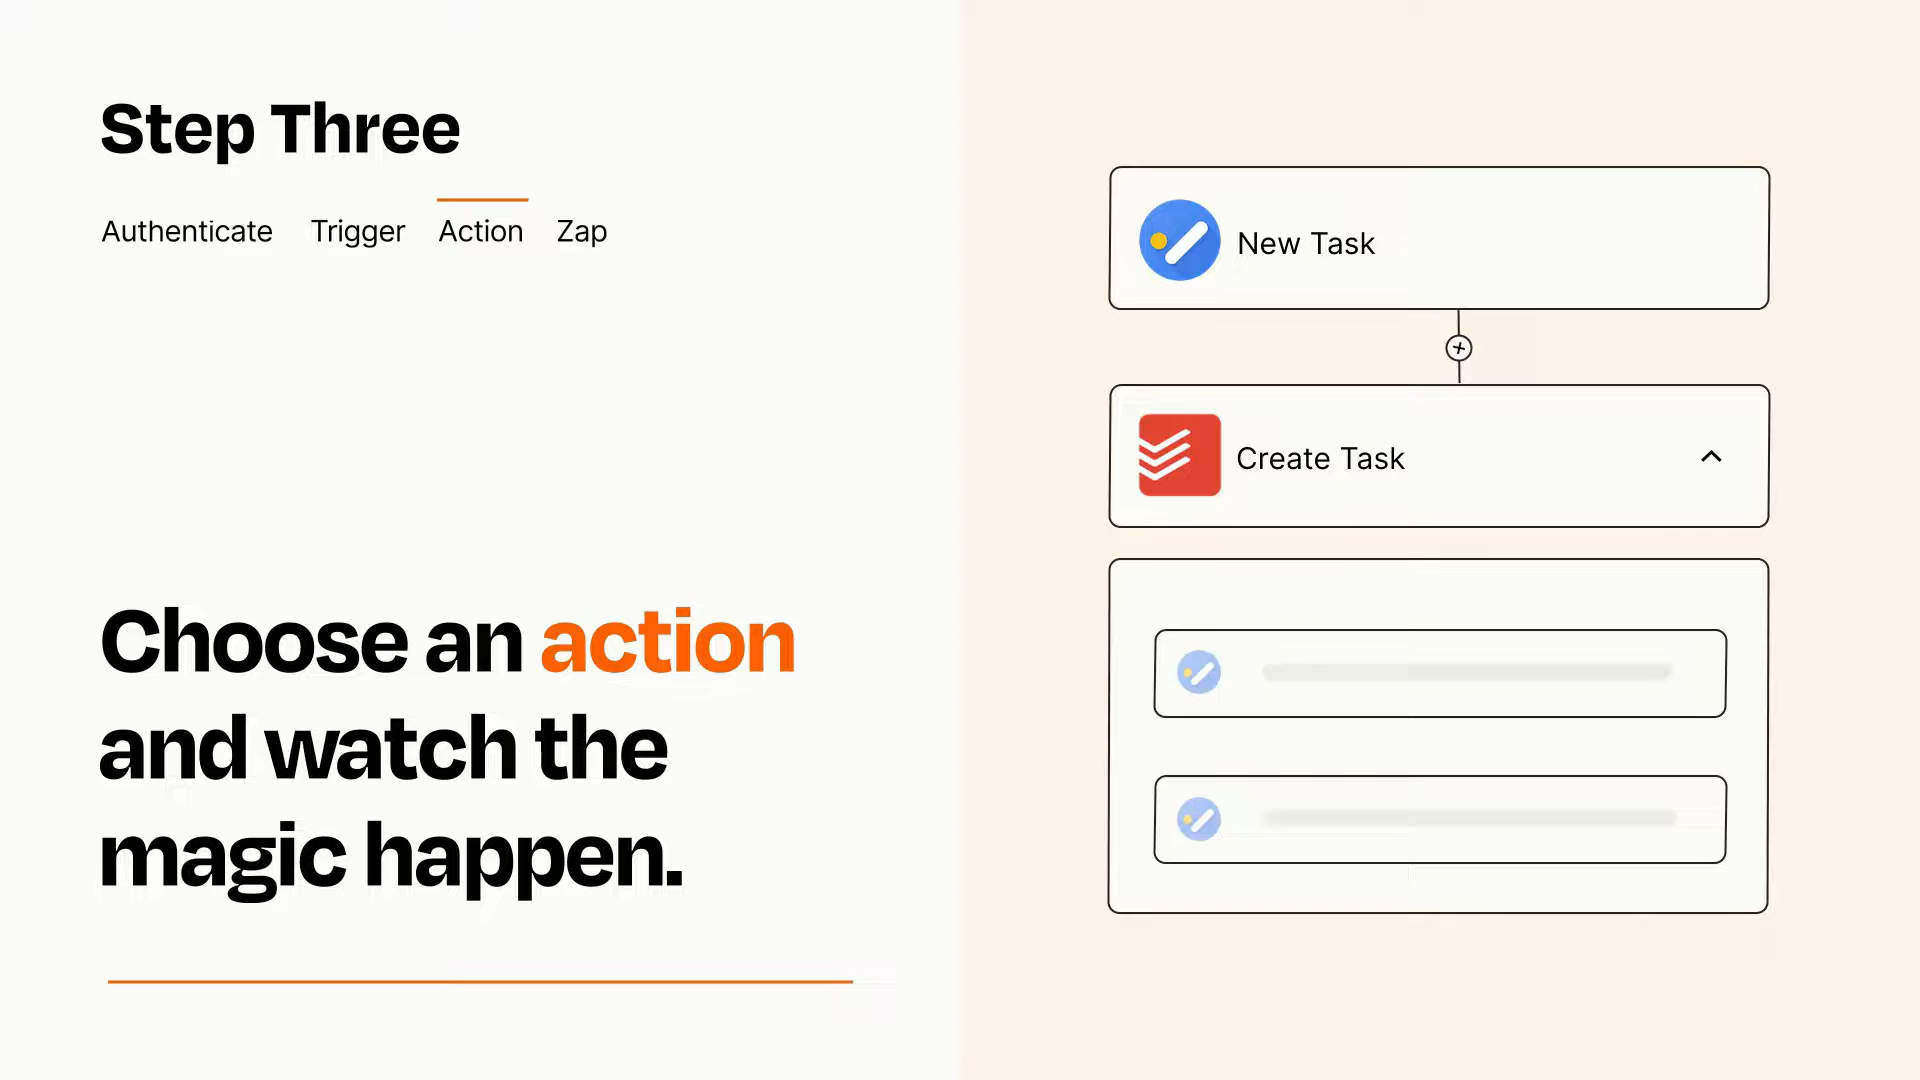 Step Three
Authenticate Trigger Action Zap
Choose an action
and watch the
magic happen.
New Task
Create Task